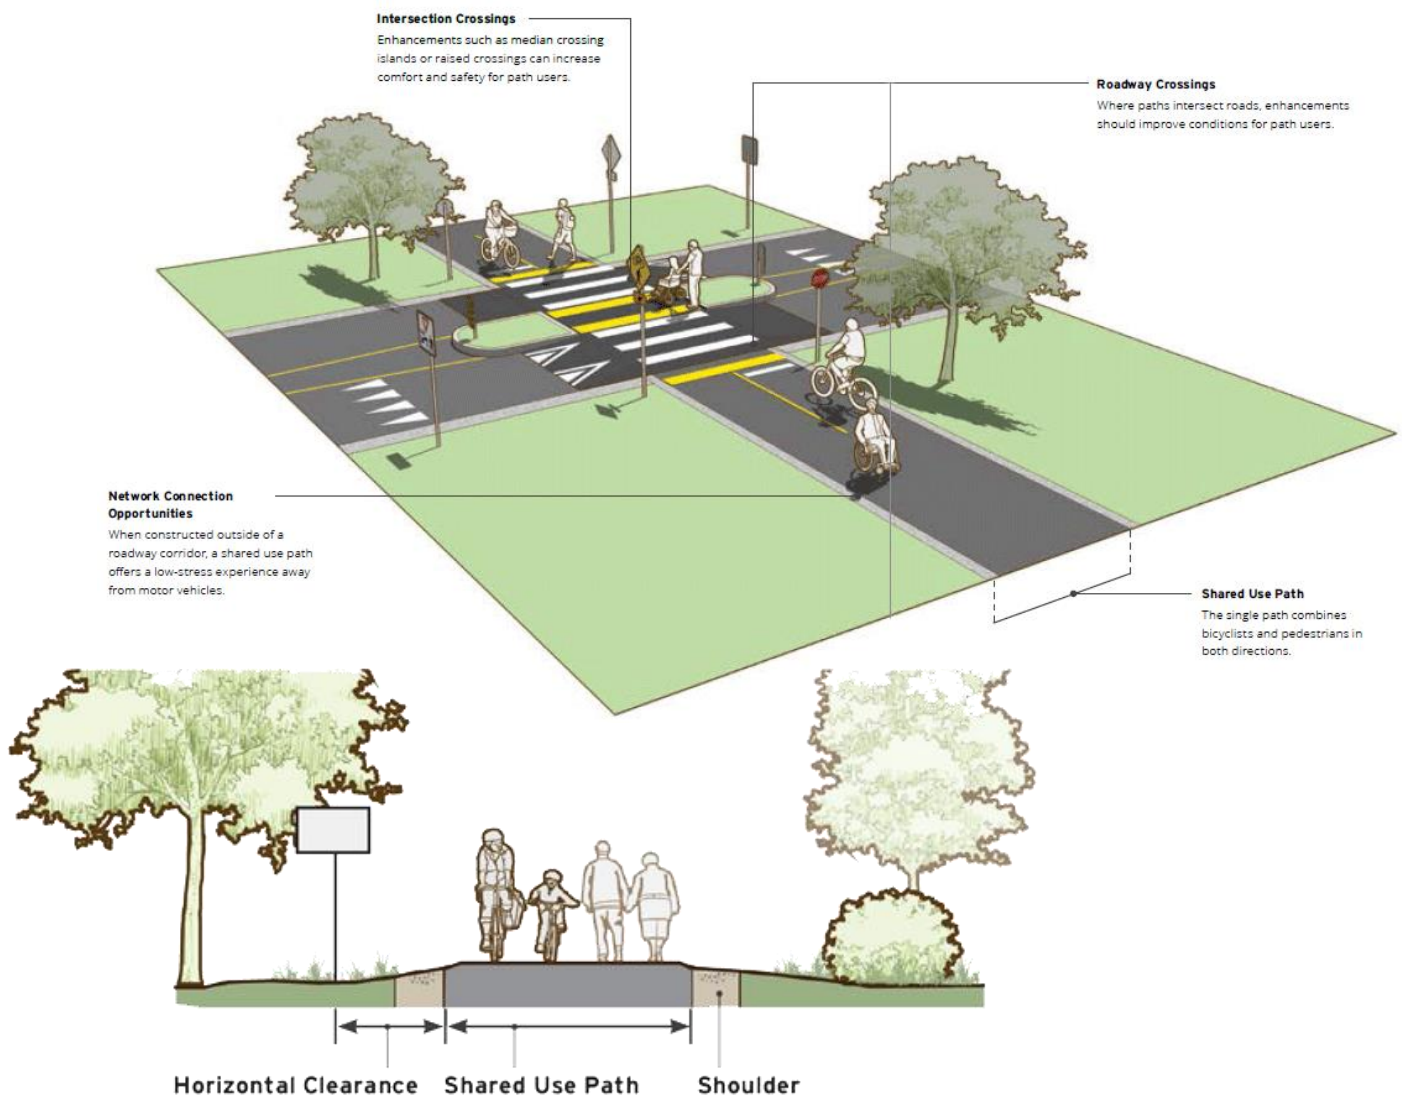 Intersection Crossings
Enhancements such as median crossing
islands or raised crossings can increase
comfort and safety for path users.
Roadway Crossings
Where paths intersect roads, enhancements
should improve conditions for path users.
Network Connection
Opportunities
When constructed outside of a
roadway corridor, a shared use path
offers a low-stress experience away
from motor vehicles.
Shared Use Path
The single path combines
bicyclists and pedestrians in
both directions.
Horizontal Clearance
Shared Use Path
Shoulder